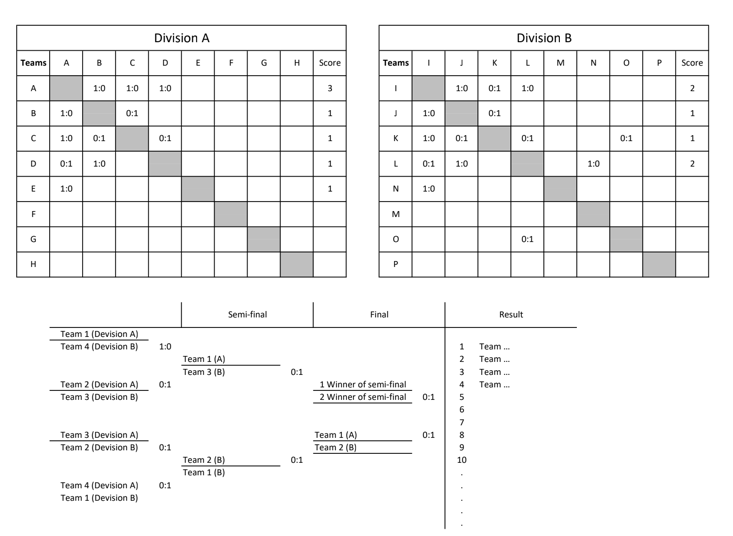 Division A
Teams A B C D E F G H Score
A 1:0 1:0 1:0 3
B 1:0 0:1 1
C 1:0 0:1 0:1 1
D 0:1 1:0 1
E 1:0 1
F
G
H
Division B
Teams I J K L M N O P Score
I 1:0 0:1 1:0 2
J 1:0 0:1 1
K 1:0 0:1 0:1 0:1 1
L 0:1 1:0 1:0 2
N 1:0
M
O 0:1
P
Semi-final Final Result
Team 1 (Devision A)
Team 4 (Devision B) 1:0 1 Team ...
Team 1 (A) 2 Team ...
Team 3 (B) 0:1 3 Team ...
Team 2 (Devision A) 0:1 1 Winner of semi-final 4 Team ...
Team 3 (Devision B) 2 Winner of semi-final 0:1 5
6
7
Team 3 (Devision A) Team 1 (A) 0:1 8
Team 2 (Devision B) 0:1 Team 2 (B) 9
Team 2 (B) 0:1 10
Team 1 (B) .
Team 4 (Devision A) 0:1 .
Team 1 (Devision B) .
.
.